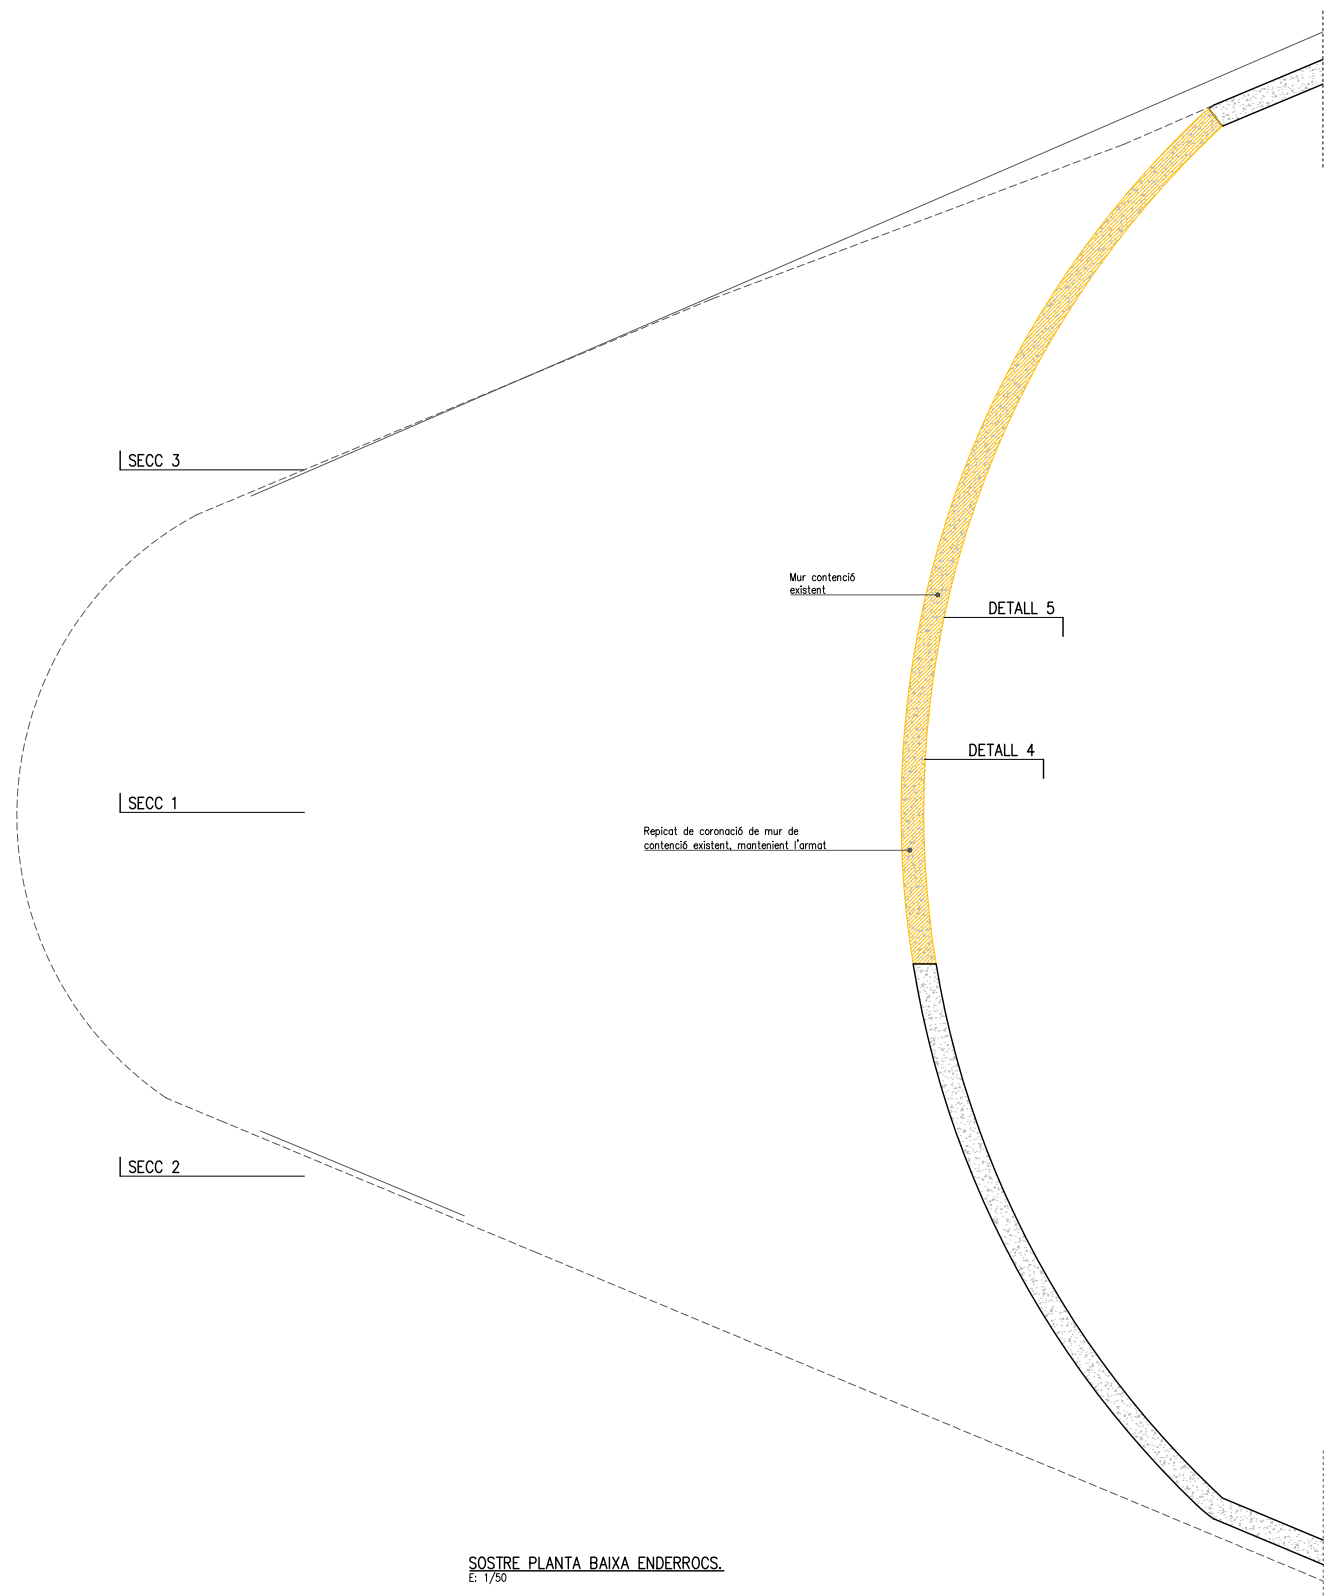 SECC 3
Mur contenció
existent
DETALL 5
DETALL 4
SECC 1
Repicat de coronació de mur de
contenció existent, mantenient l'armat
SECC 2
SOSTRE PLANTA BAIXA ENDERROCS.
E: 1/50